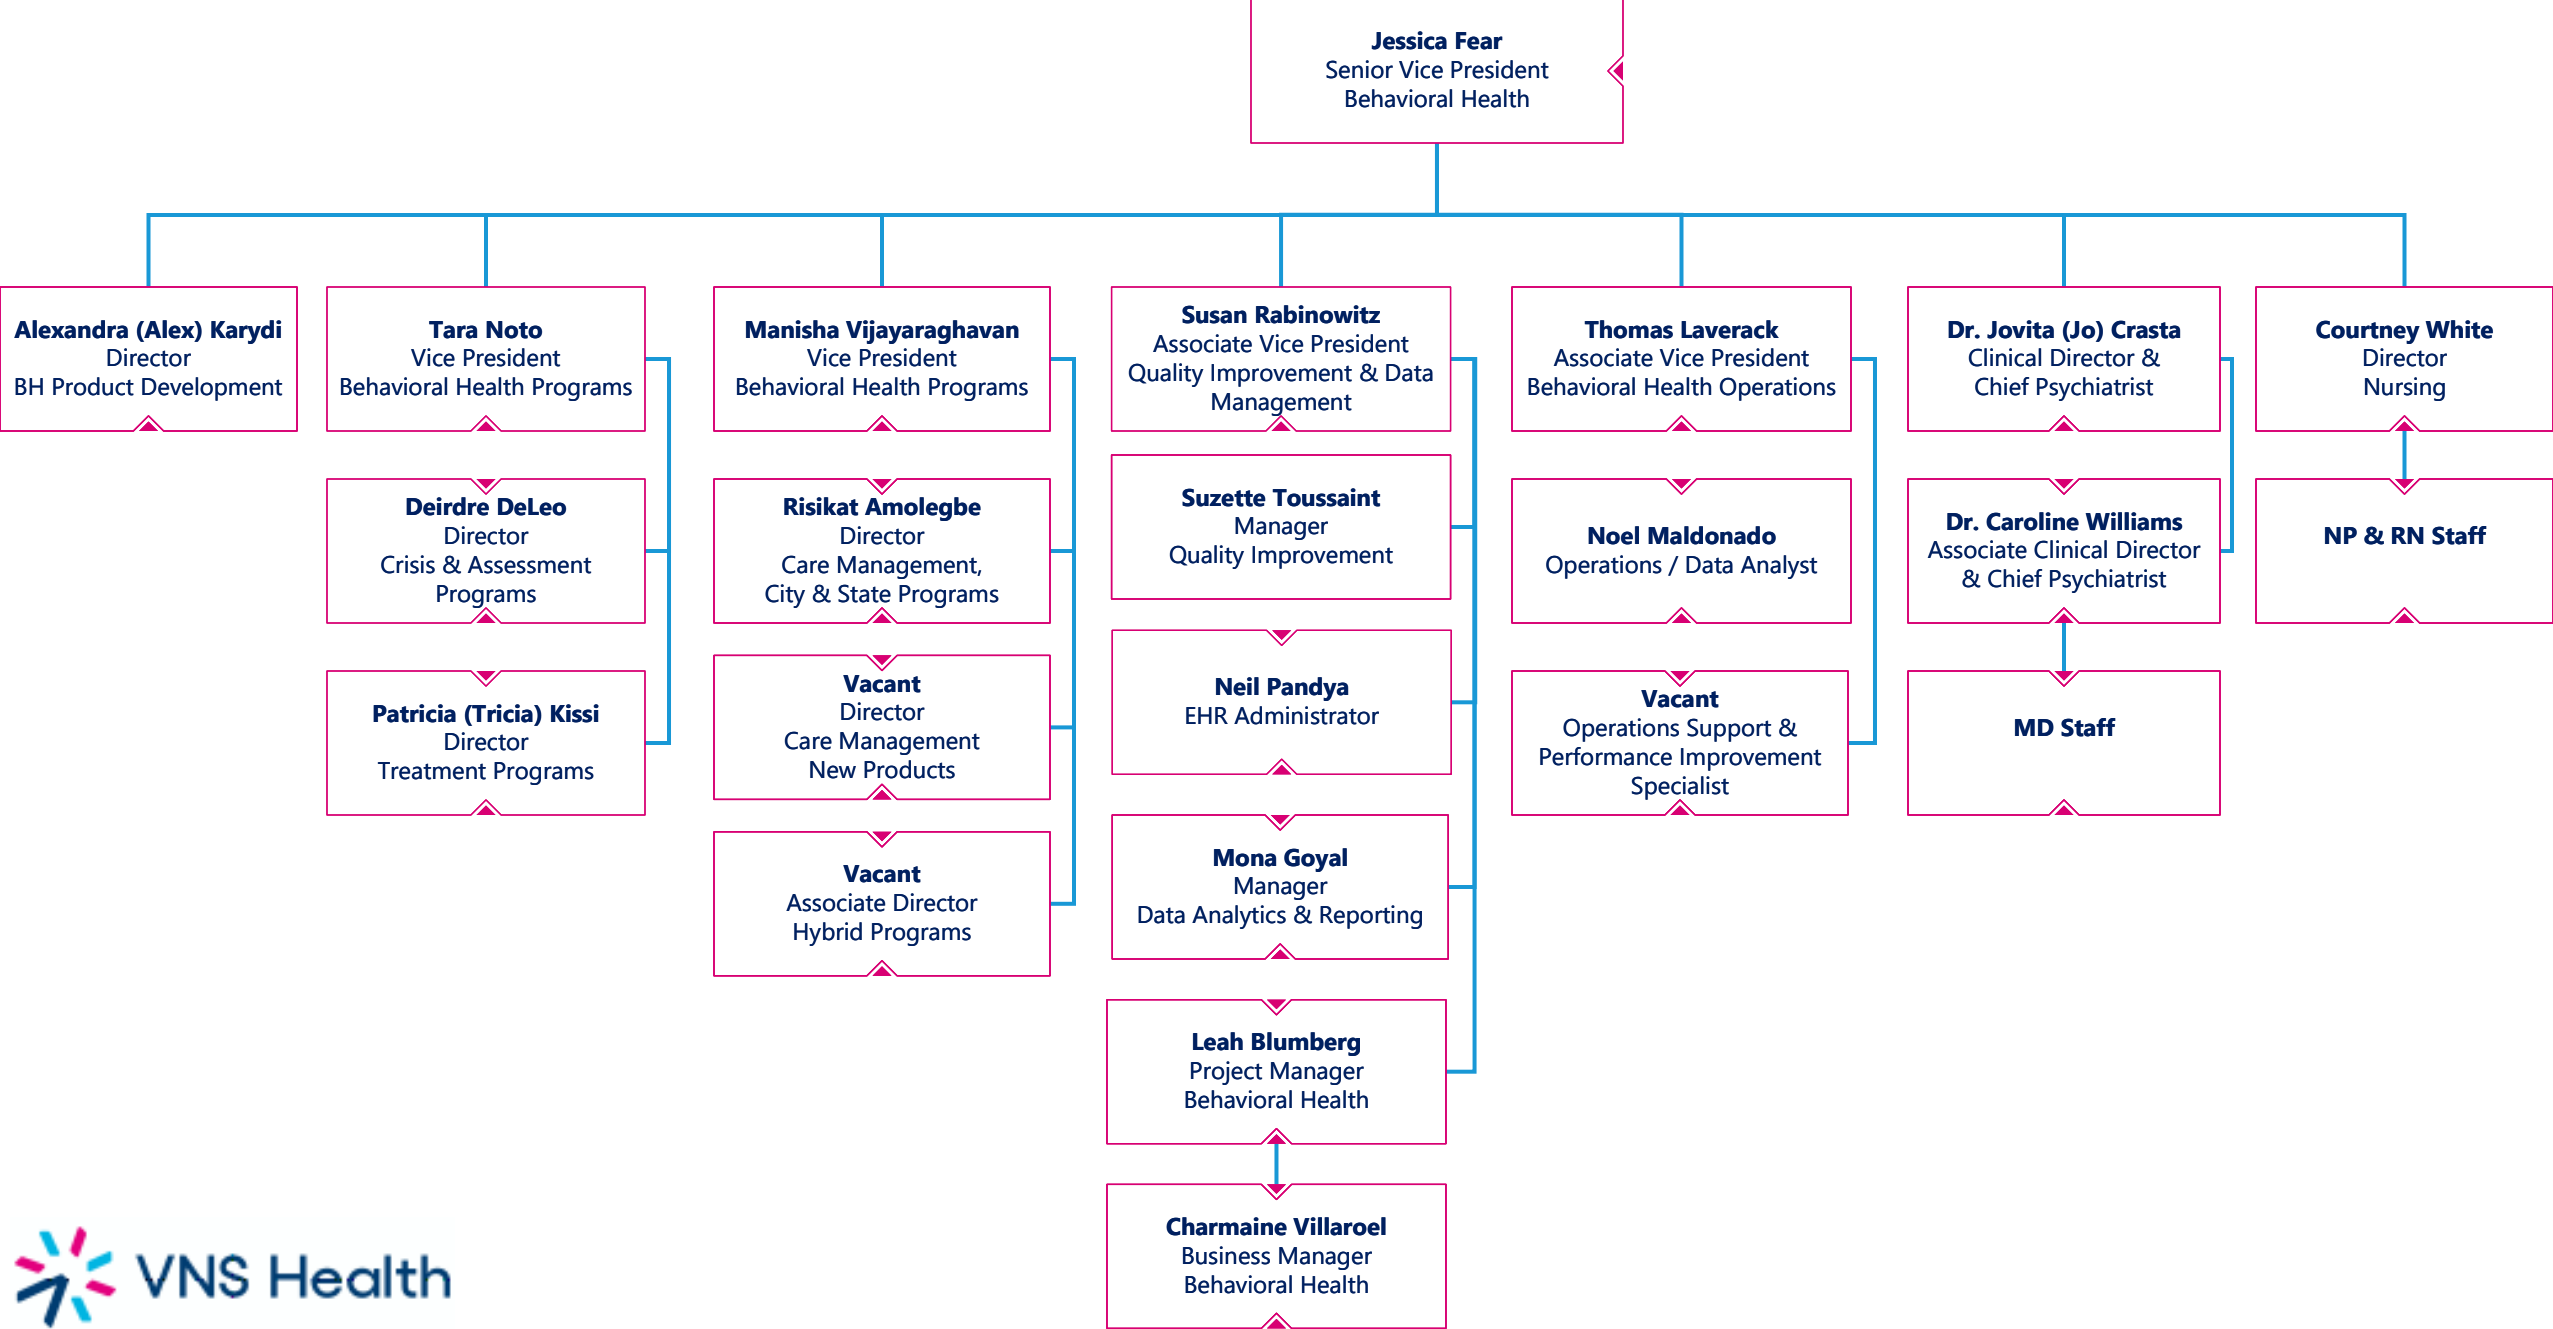 Jessica Fear
Senior Vice President
Behavioral Health
Alexandra (Alex) Karydi
Director
BH Product Development
Tara Noto
Vice President
Behavioral Health Programs
Deirdre DeLeo
Director
Crisis & Assessment
Programs
Patricia (Tricia) Kissi
Director
Treatment Programs
Manisha Vijayaraghavan
Vice President
Behavioral Health Programs
Risikat Amolegbe
Director
Care Management,
City & State Programs
Vacant
Director
Care Management
New Products
Vacant
Associate Director
Hybrid Programs
Susan Rabinowitz
Associate Vice President
Quality Improvement & Data
Management
Suzette Toussaint
Manager
Quality Improvement
Neil Pandya
EHR Administrator
Mona Goyal
Manager
Data Analytics & Reporting
Leah Blumberg
Project Manager
Behavioral Health
Charmaine Villaroel
Business Manager
Behavioral Health
Thomas Laverack
Associate Vice President
Behavioral Health Operations
Noel Maldonado
Operations / Data Analyst
Vacant
Operations Support &
Performance Improvement
Specialist
Dr. Jovita (Jo) Crasta
Clinical Director &
Chief Psychiatrist
Dr. Caroline Williams
Associate Clinical Director
& Chief Psychiatrist
MD Staff
Courtney White
Director
Nursing
NP & RN Staff
VNS Health